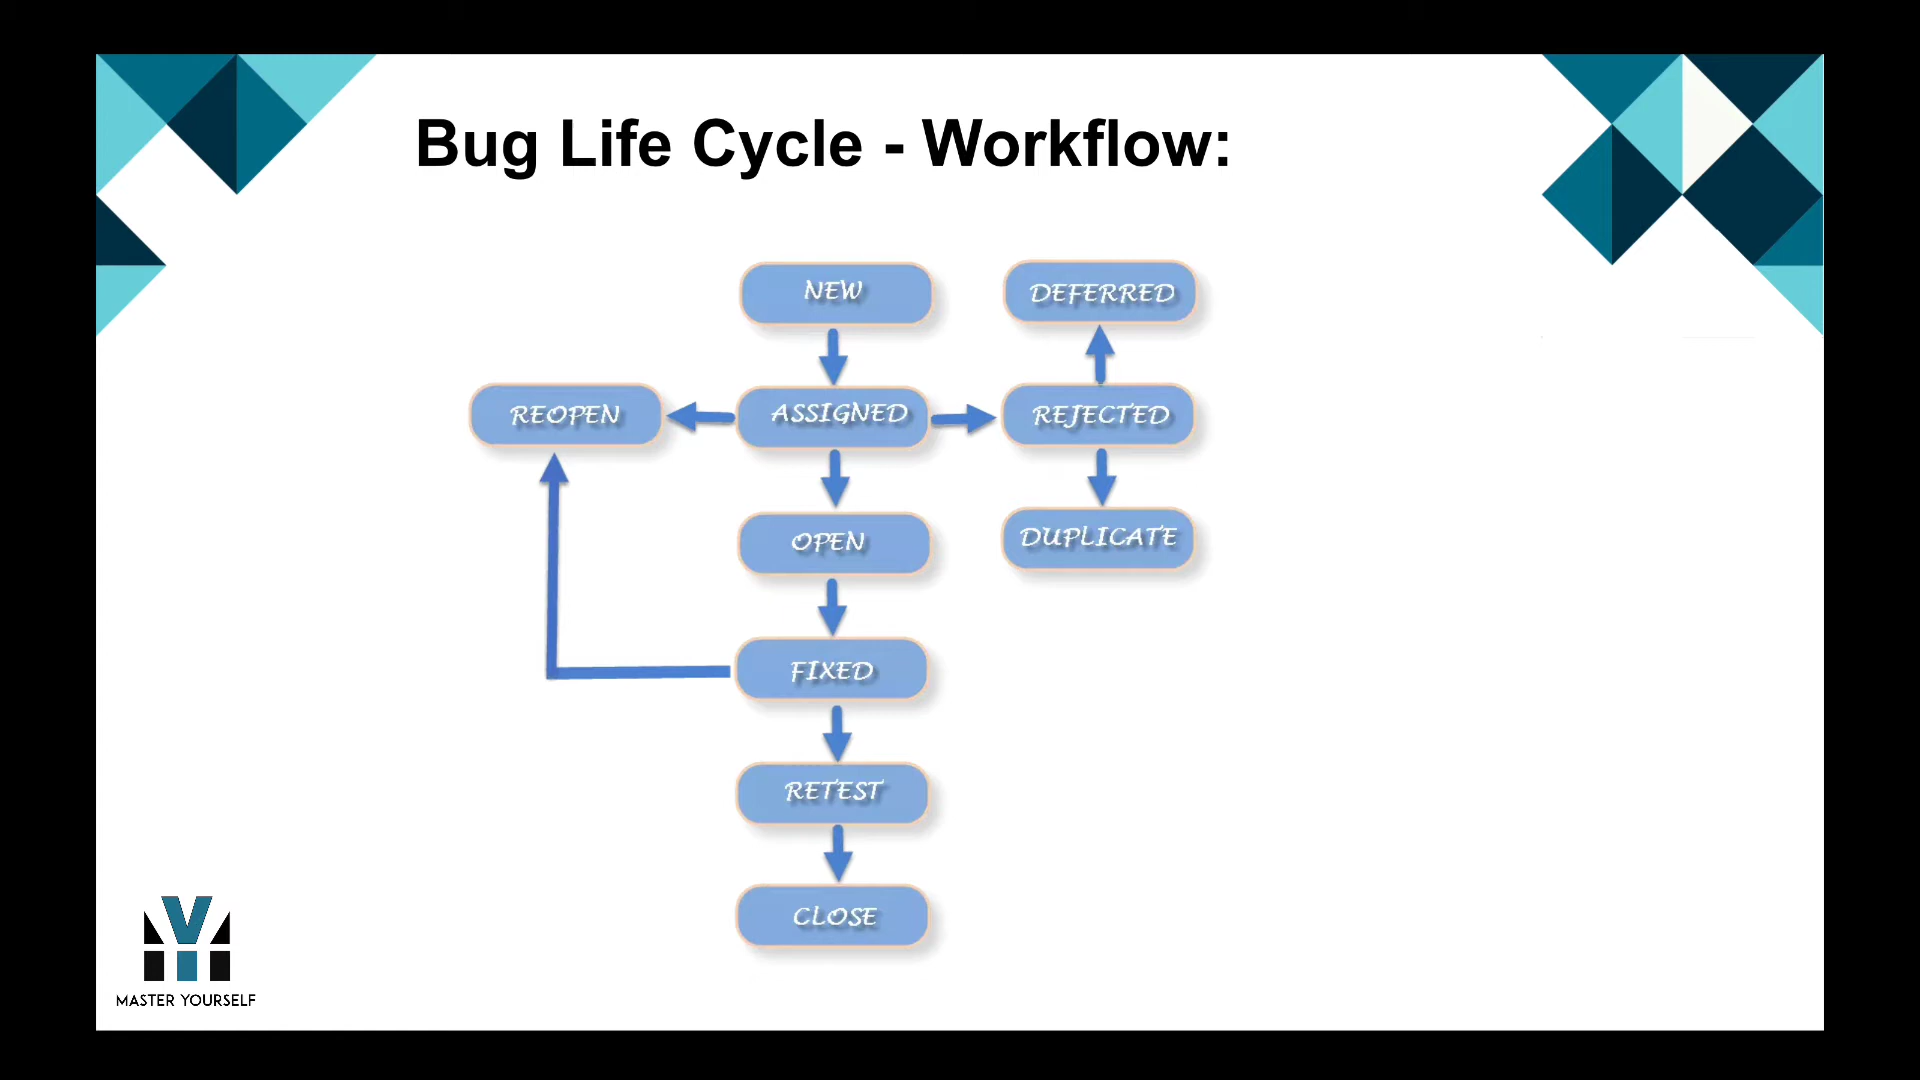 Bug Life Cycle - Workflow:
NEW
DEFERRED
REOPEN
ASSIGNED
REJECTED
OPEN
DUPLICATE
FIXED
RETEST
CLOSE
MASTER YOURSELF